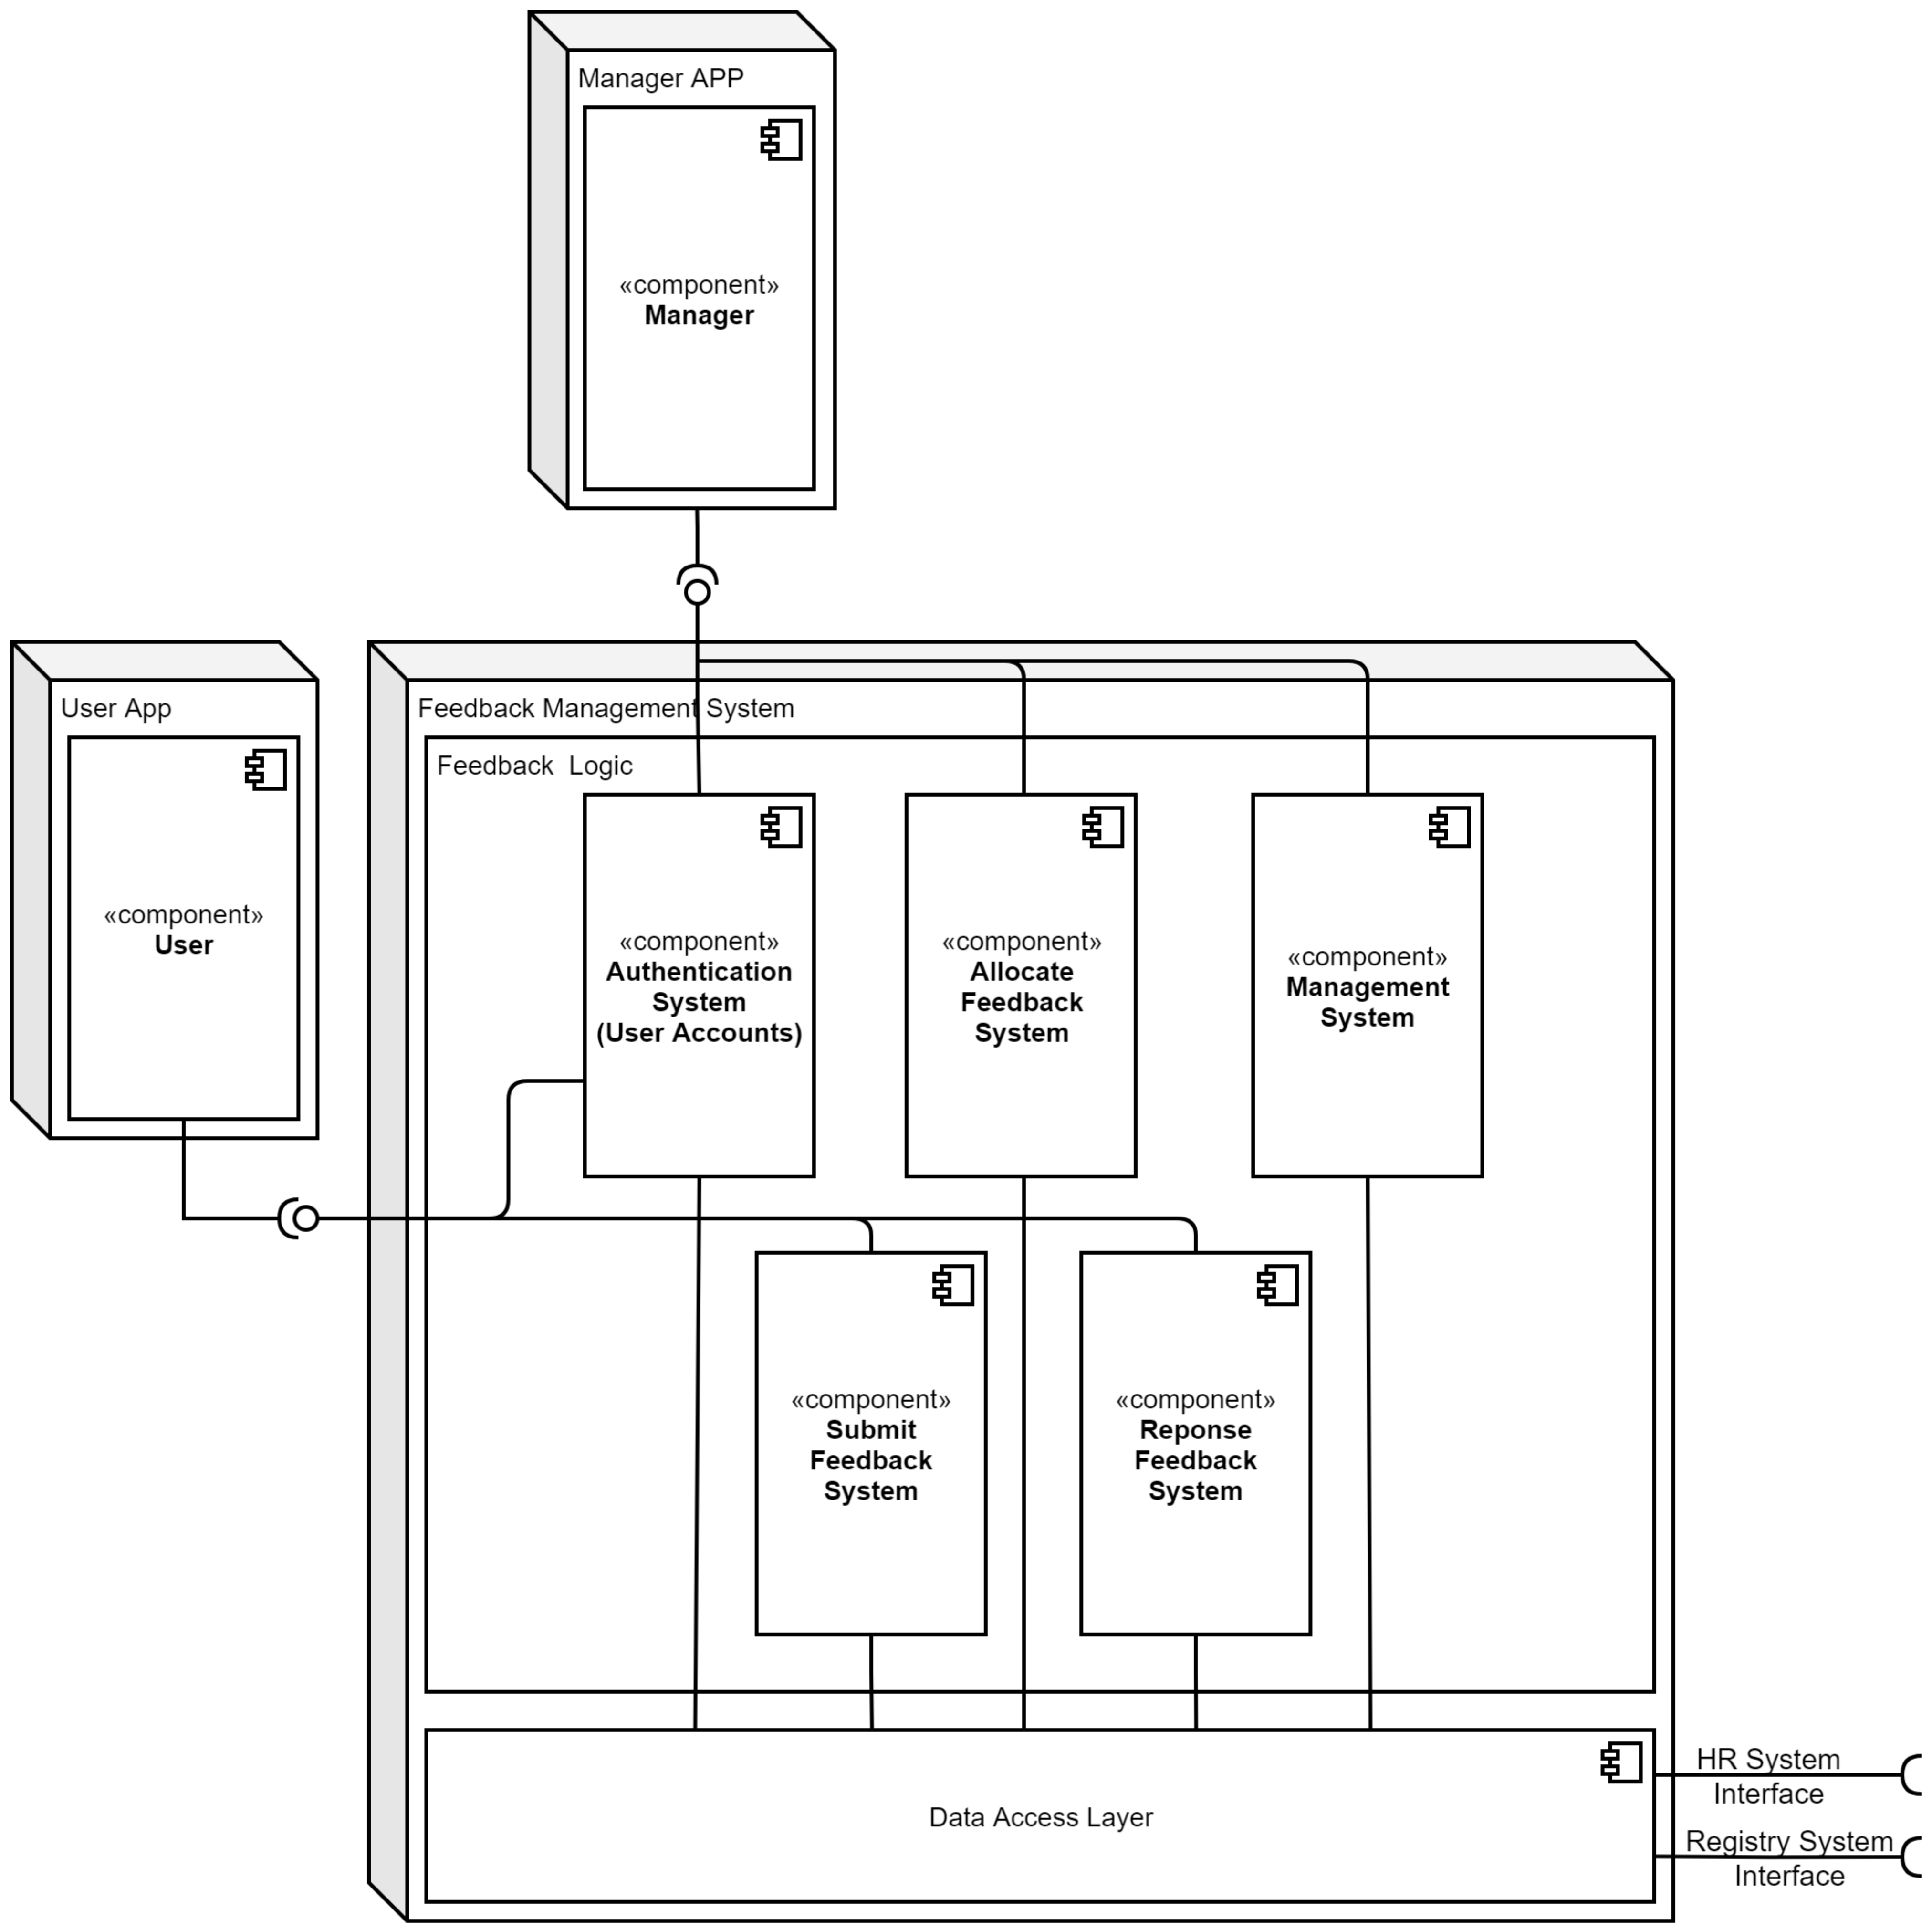 Manager APP
«component»
Manager
User App
«component»
User
Feedback Management System
Feedback  Logic
«component»
Authentication
System
(User Accounts)
«component»
Allocate
Feedback
System
«component»
Management
System
«component»
Submit
Feedback
System
«component»
Reponse
Feedback
System
Data Access Layer
HR System
Interface
Registry System
Interface